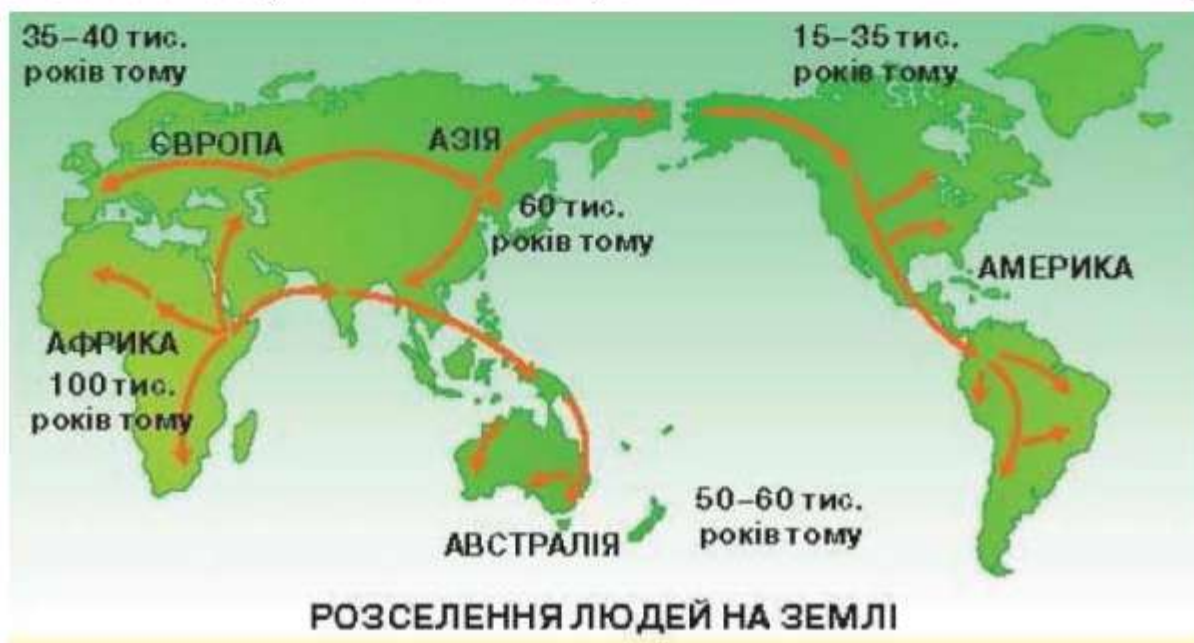 35–40 тис.
років тому
15–35 тис.
років тому
ЄВРОПА
АЗІЯ
60 тис.
років тому
АМЕРИКА
АФРИКА
100 тис.
років тому
50–60 тис.
років тому
АВСТРАЛІЯ
РОЗСЕЛЕННЯ ЛЮДЕЙ НА ЗЕМЛІ